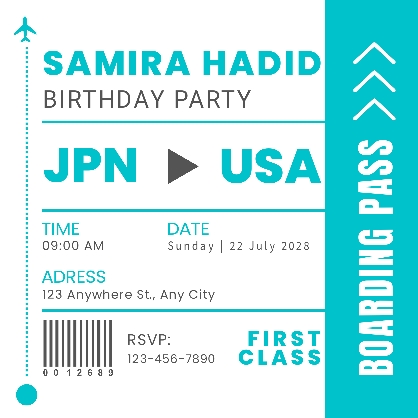 SAMIRA HADID
BIRTHDAY PARTY
JPN USA
TIME DATE
09:00 AM Sunday | 22 July 2028
ADRESS
123 Anywhere St., Any City
RSVP:
123-456-7890
FIRST
CLASS
0012689
BOARDING PASS